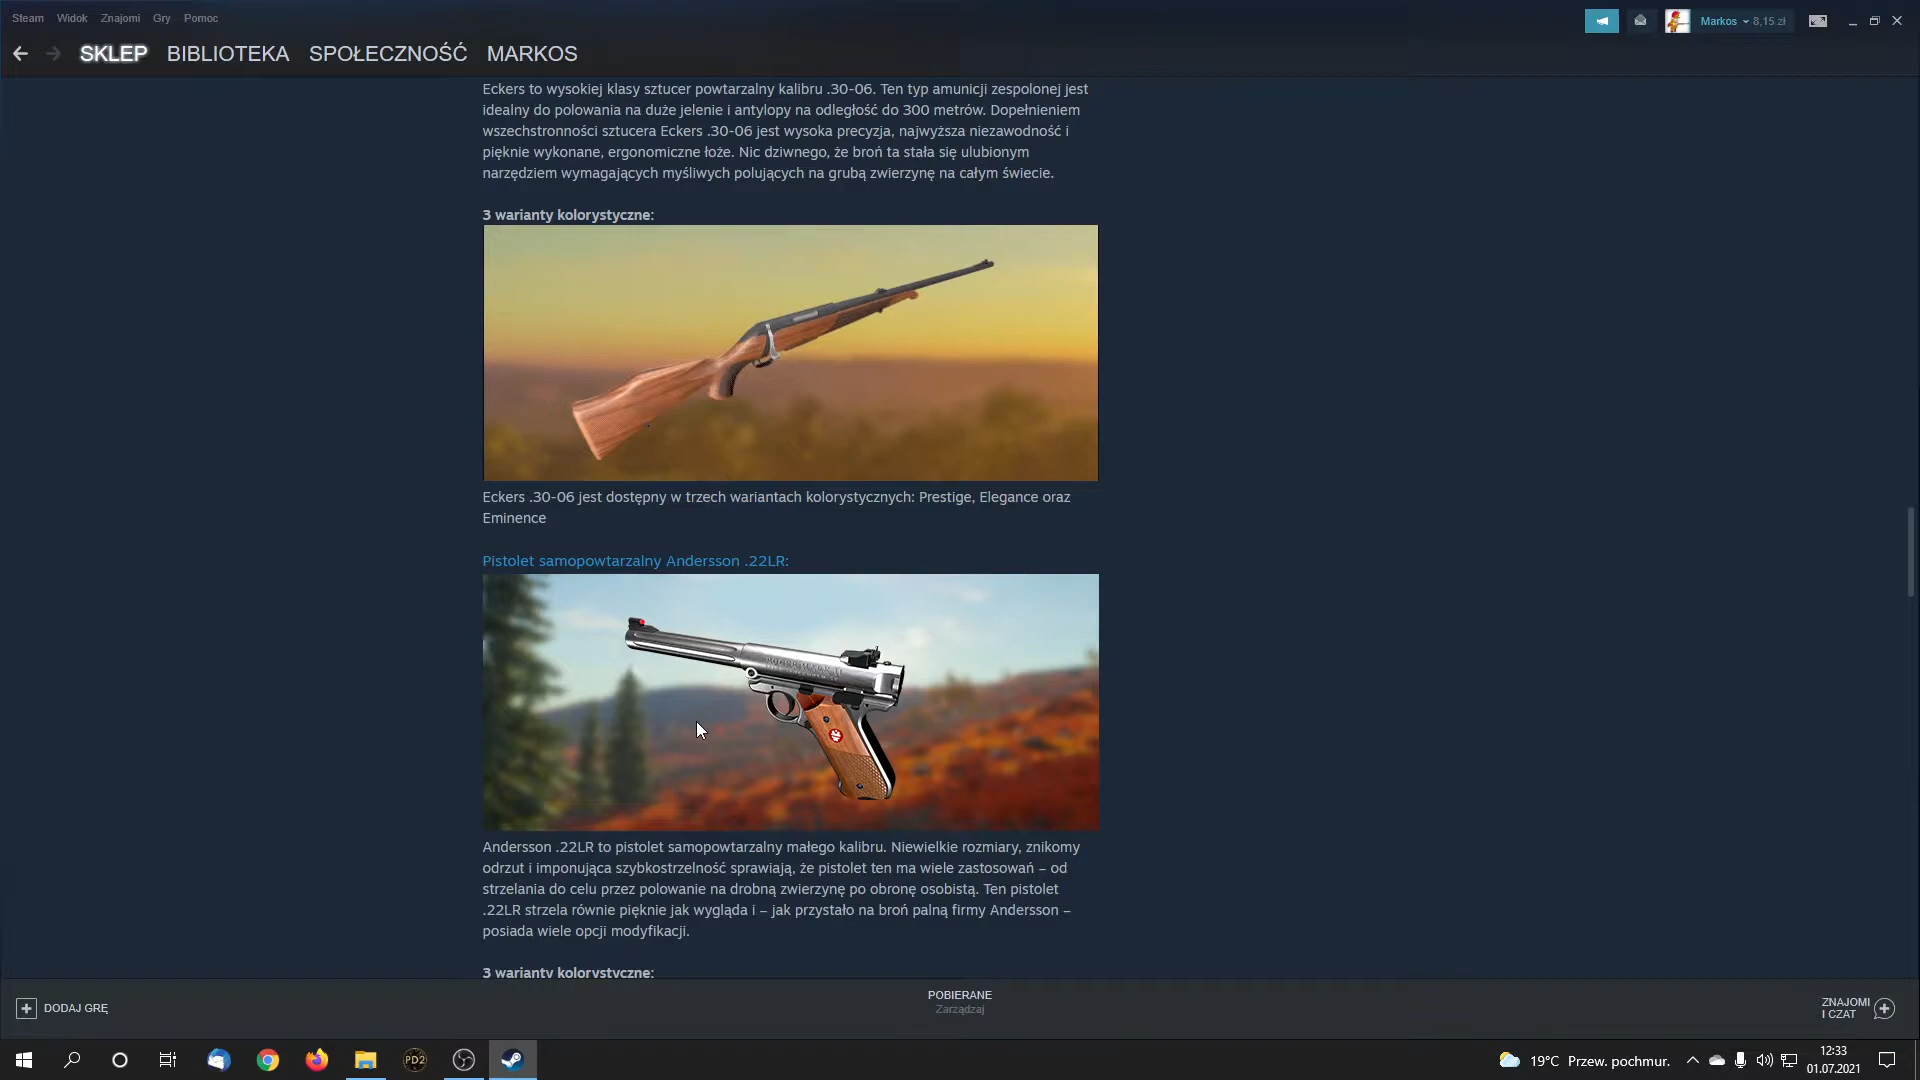 Steam Widok Znajomi Gry Pomoc
Markos 8,15 zł
SKLEP BIBLIOTEKA SPOŁECZNOŚĆ MARKOS
Eckers to wysokiej klasy sztucer powtarzalny kalibru .30-06. Ten typ amunicji zespolonej jest
idealny do polowania na duże jelenie i antylopy na odległość do 300 metrów. Dopełnieniem
wszechstronności sztucera Eckers .30-06 jest wysoka precyzja, najwyższa niezawodność i
pięknie wykonane, ergonomiczne łoże. Nic dziwnego, że broń ta stała się ulubionym
narzędziem wymagających myśliwych polujących na grubą zwierzynę na całym świecie.
3 warianty kolorystyczne:
Eckers .30-06 jest dostępny w trzech wariantach kolorystycznych: Prestige, Elegance oraz
Eminence
Pistolet samopowtarzalny Andersson .22LR:
Andersson .22LR to pistolet samopowtarzalny małego kalibru. Niewielkie rozmiary, znikomy
odrzut i imponująca szybkostrzelność sprawiają, że pistolet ten ma wiele zastosowań – od
strzelania do celu przez polowanie na drobną zwierzynę po obronę osobistą. Ten pistolet
.22LR strzela równie pięknie jak wygląda i – jak przystało na broń palną firmy Andersson –
posiada wiele opcji modyfikacji.
3 warianty kolorystyczne:
DODAJ GRĘ
POBIERANE
Zarządzaj
ZNAJOMI
I CZAT
PD2
19°C Przew. pochmur.
12:33
01.07.2021